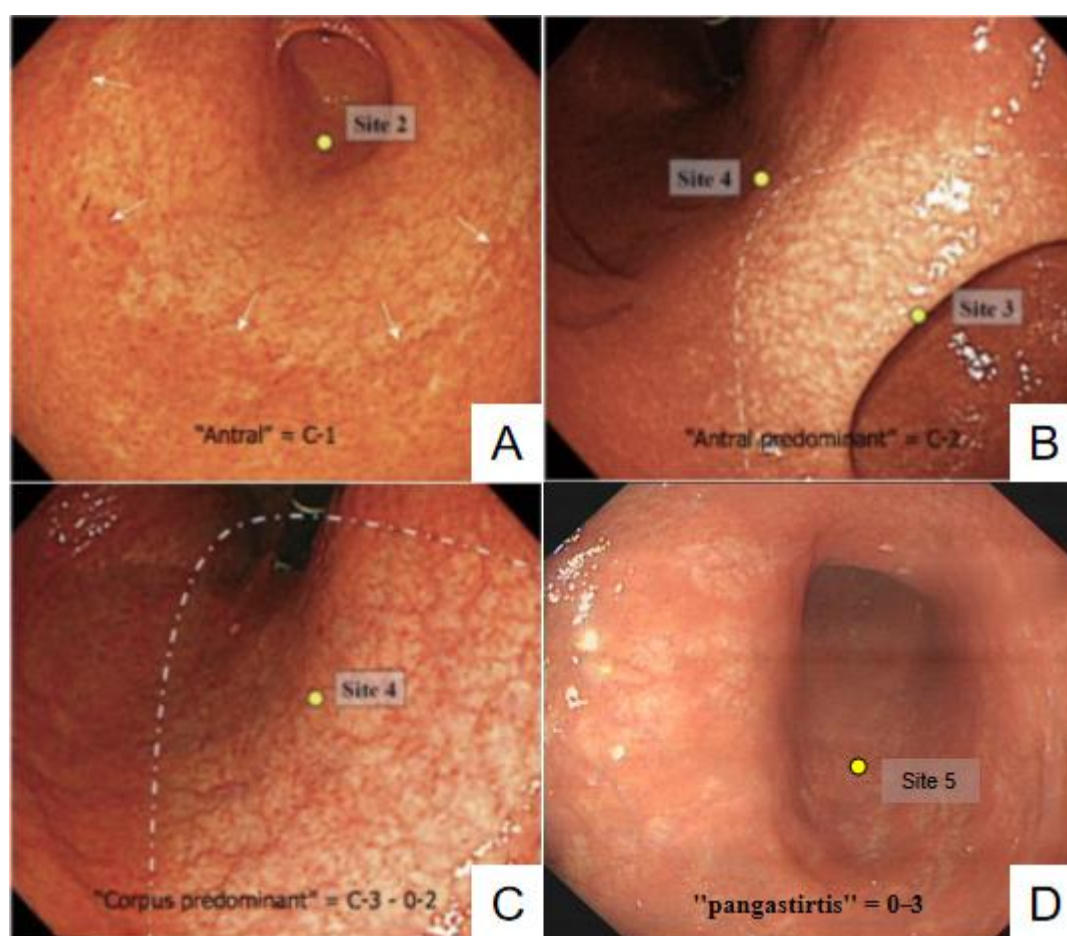 Site 2
"Antral" = C-1
A
Site 4
Site 3
"Antral predominant" = C-2
B
Site 4
"Corpus predominant" = C-3 - 0-2
C
Site 5
"pangastirtis" = 0–3
D